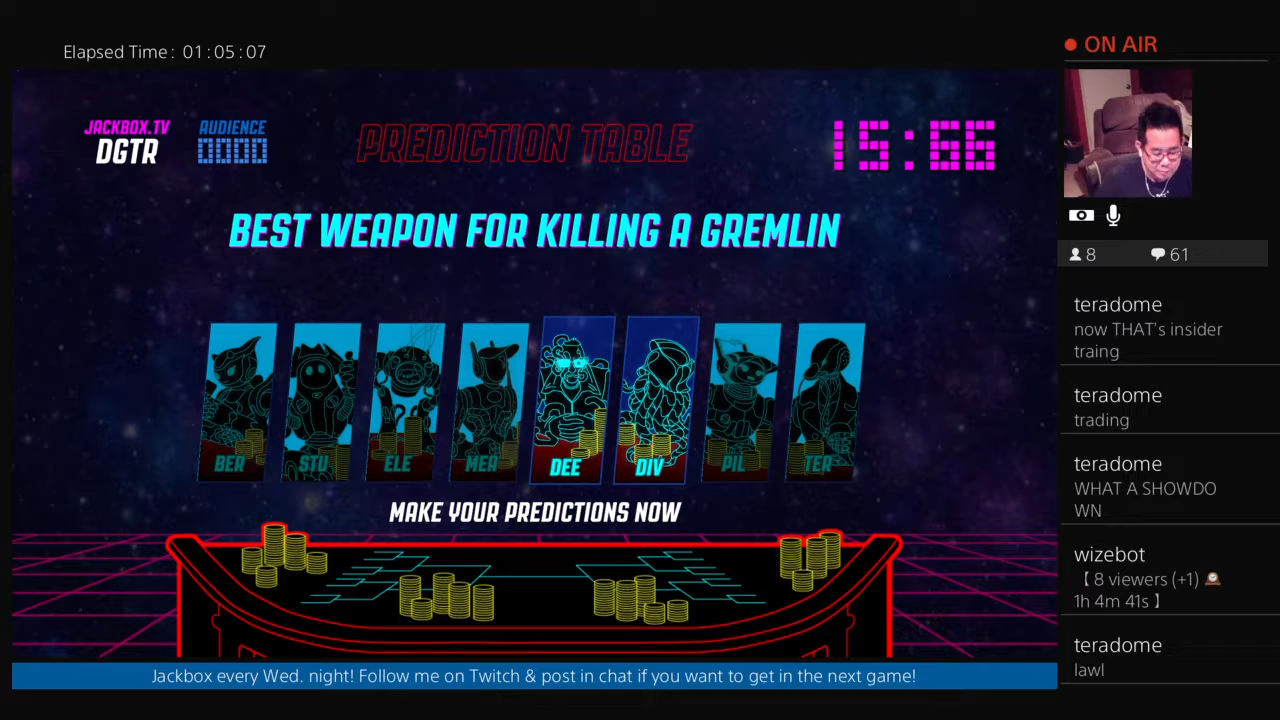 Elapsed Time: 01:05:07
ON AIR
JACKBOX.TV
DGTR
AUDIENCE
0000
PREDICTION TABLE
15:66
8
61
BEST WEAPON FOR KILLING A GREMLIN
teradome
now THAT's insider
traing
teradome
trading
teradome
WHAT A SHOWDO
WN
wizebot
【 8 viewers (+1) 🕰
1h 4m 41s 】
teradome
lawl
BER
STU
ELE
MER
DEE
DIV
PIL
TER
MAKE YOUR PREDICTIONS NOW
Jackbox every Wed. night! Follow me on Twitch & post in chat if you want to get in the next game!